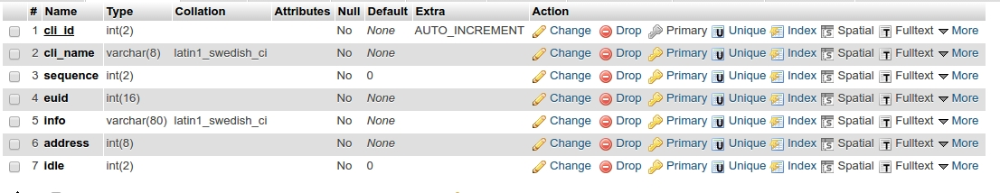 # Name Type Collation Attributes Null Default Extra Action
1 cli_id int(2) No None AUTO_INCREMENT Change Drop Primary Unique Index Spatial Fulltext More
2 cli_name varchar(8) latin1_swedish_ci No None Change Drop Primary Unique Index Spatial Fulltext More
3 sequence int(2) No 0 Change Drop Primary Unique Index Spatial Fulltext More
4 euid int(16) No None Change Drop Primary Unique Index Spatial Fulltext More
5 info varchar(80) latin1_swedish_ci No None Change Drop Primary Unique Index Spatial Fulltext More
6 address int(8) No None Change Drop Primary Unique Index Spatial Fulltext More
7 idle int(2) No 0 Change Drop Primary Unique Index Spatial Fulltext More